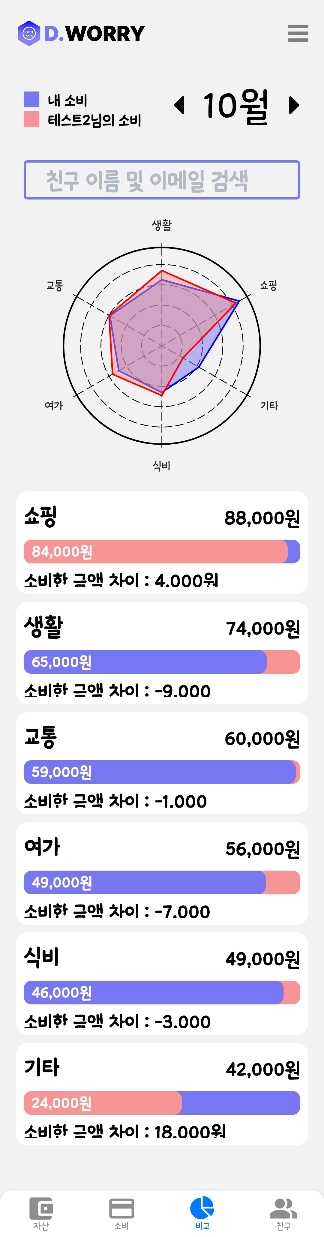 D.WORRY
내 소비
테스트2님의 소비
10월
친구 이름 및 이메일 검색
생활
교통
쇼핑
여가
기타
식비
쇼핑
88,000원
84,000원
소비한 금액 차이 : 4.000원
생활
74,000원
65,000원
소비한 금액 차이 : -9.000
교통
60,000원
59,000원
소비한 금액 차이 : -1.000
여가
56,000원
49,000원
소비한 금액 차이 : -7.000
식비
49,000원
46,000원
소비한 금액 차이 : -3.000
기타
42,000원
24,000원
소비한 금액 차이 : 18.000원
자산
소비
비교
친구